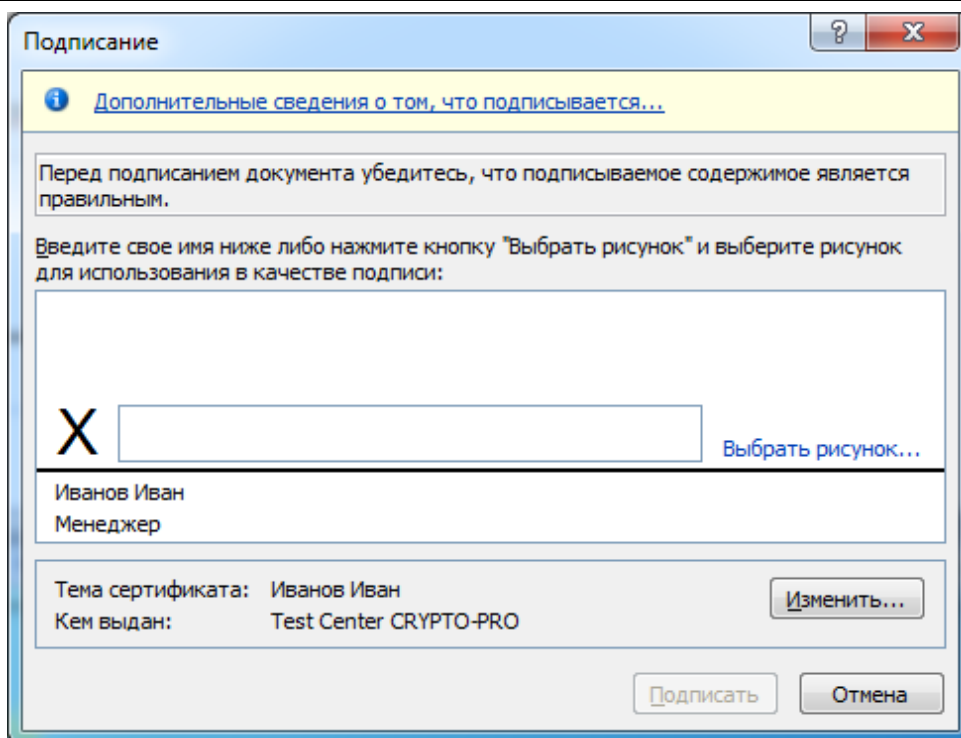 Подписание
Дополнительные сведения о том, что подписывается...
Перед подписанием документа убедитесь, что подписываемое содержимое является
правильным.
Введите свое имя ниже либо нажмите кнопку "Выбрать рисунок" и выберите рисунок
для использования в качестве подписи:
X
Выбрать рисунок...
Иванов Иван
Менеджер
Тема сертификата: Иванов Иван
Изменить...
Кем выдан: Test Center CRYPTO-PRO
Подписать Отмена